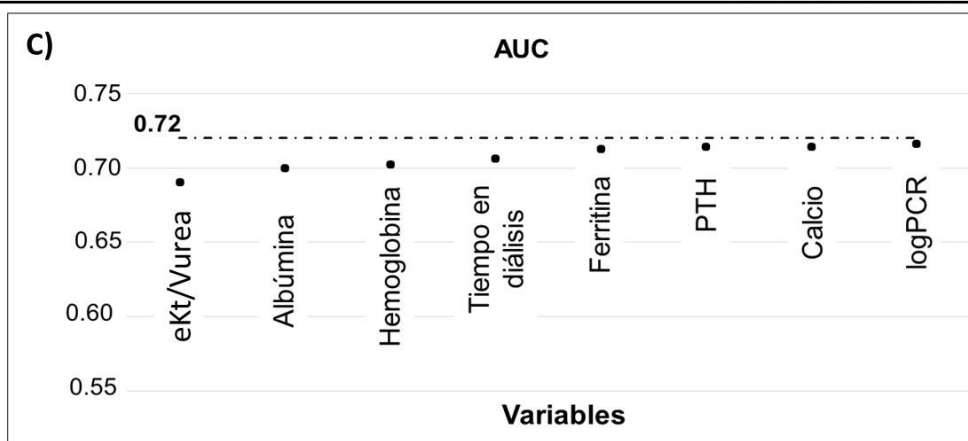 C)
AUC
0.75
0.72
0.70
0.65
0.60
0.55
eKt/Vurea
Albúmina
Hemoglobina
Tiempo en
diálisis
Ferritina
PTH
Calcio
logPCR
Variables